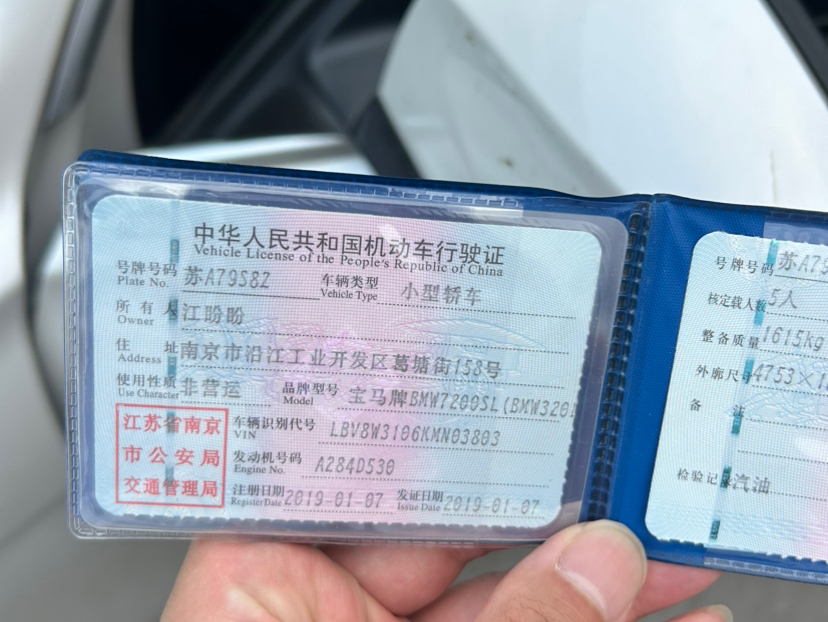 中华人民共和国机动车行驶证
Vehicle License of the People's Republic of China
号牌号码 苏A79S8Z 车辆类型 小型轿车
Plate No. Vehicle Type
所有人 江盼盼
Owner
住址 南京市沿江工业开发区葛塘街158号
Address
使用性质 非营运 品牌型号 宝马牌BMW7200SL(BMW320
Use Character Model
江苏省南京
市公安局
交通管理局
车辆识别代号 LBV8W3106KMN03803
VIN
发动机号码 A284D530
Engine No.
注册日期 2019-01-07 发证日期 2019-01-07
Register Date Issue Date
号牌号码 苏A79
核定载人数 5人
整备质量 1615kg
外廓尺寸 4753×18
备注
检验记录 汽油